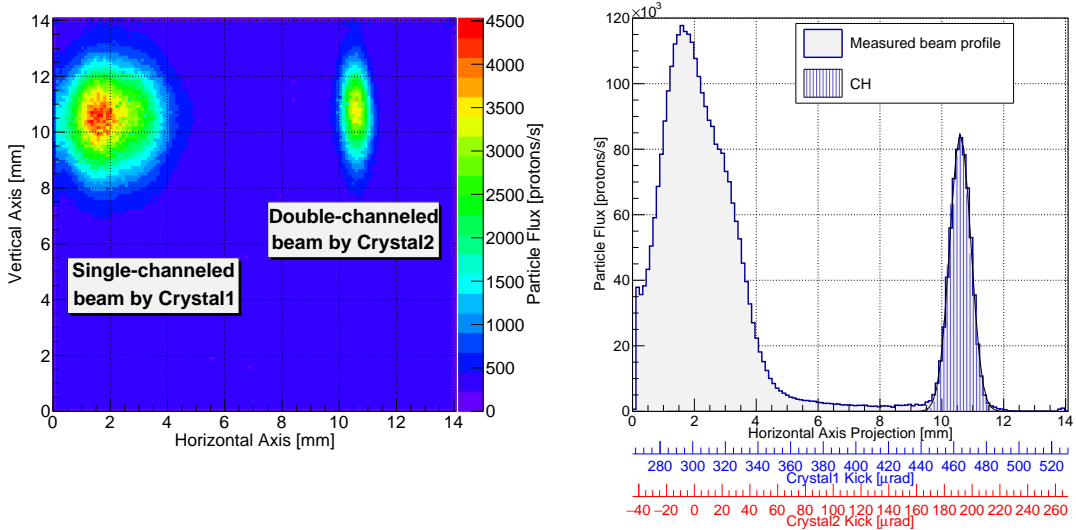 14
12
10
8
6
4
2
0
Vertical Axis [mm]
0 2 4 6 8 10 12 14
Horizontal Axis [mm]
Double-channeled
beam by Crystal2
Single-channeled
beam by Crystal1
4500
4000
3500
3000
2500
2000
1500
1000
500
0
Particle Flux [protons/s]
×10³
120
100
80
60
40
20
0
Particle Flux [protons/s]
Measured beam profile
CH
0 2 4 6 8 10 12 14
Horizontal Axis Projection [mm]
280 300 320 340 360 380 400 420 440 460 480 500 520
Crystal1 Kick [μrad]
−40 −20 0 20 40 60 80 100 120 140 160 180 200 220 240 260
Crystal2 Kick [μrad]